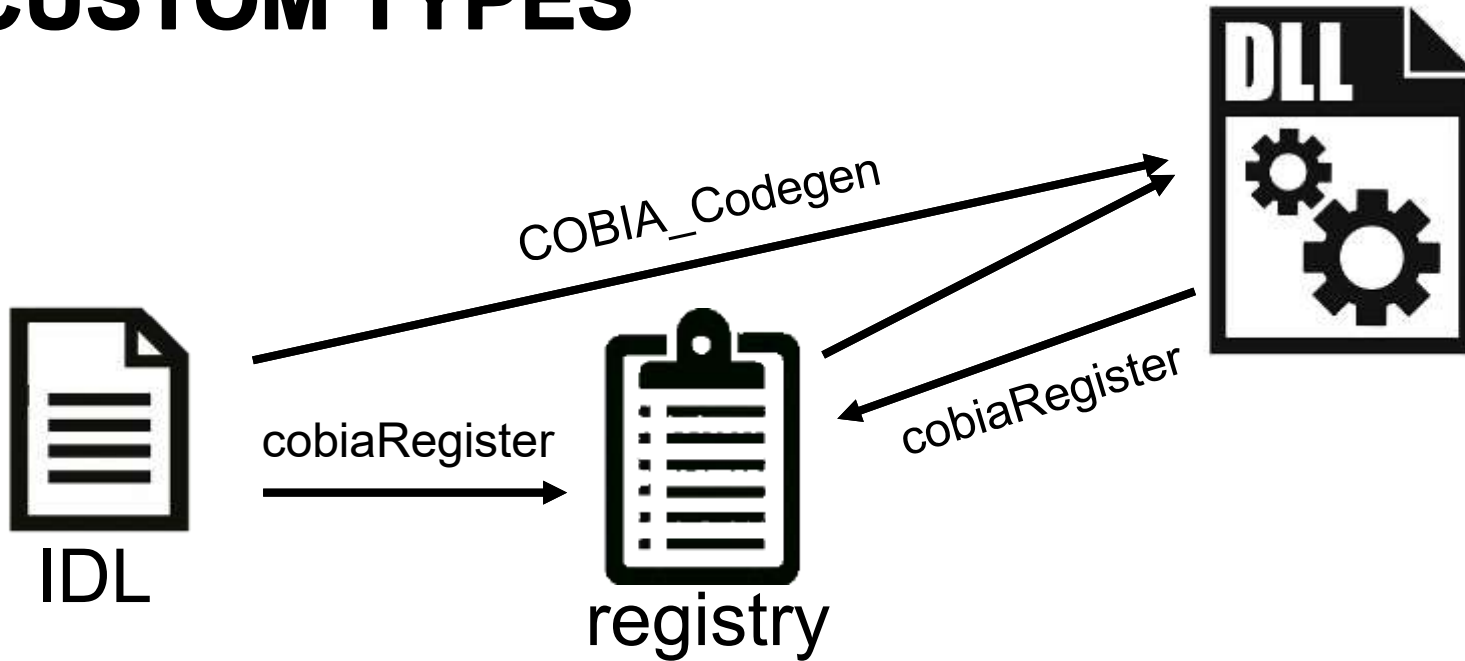 CUSTOM TYPES
DLL
COBIA_Codegen
cobiaRegister
cobiaRegister
IDL
registry